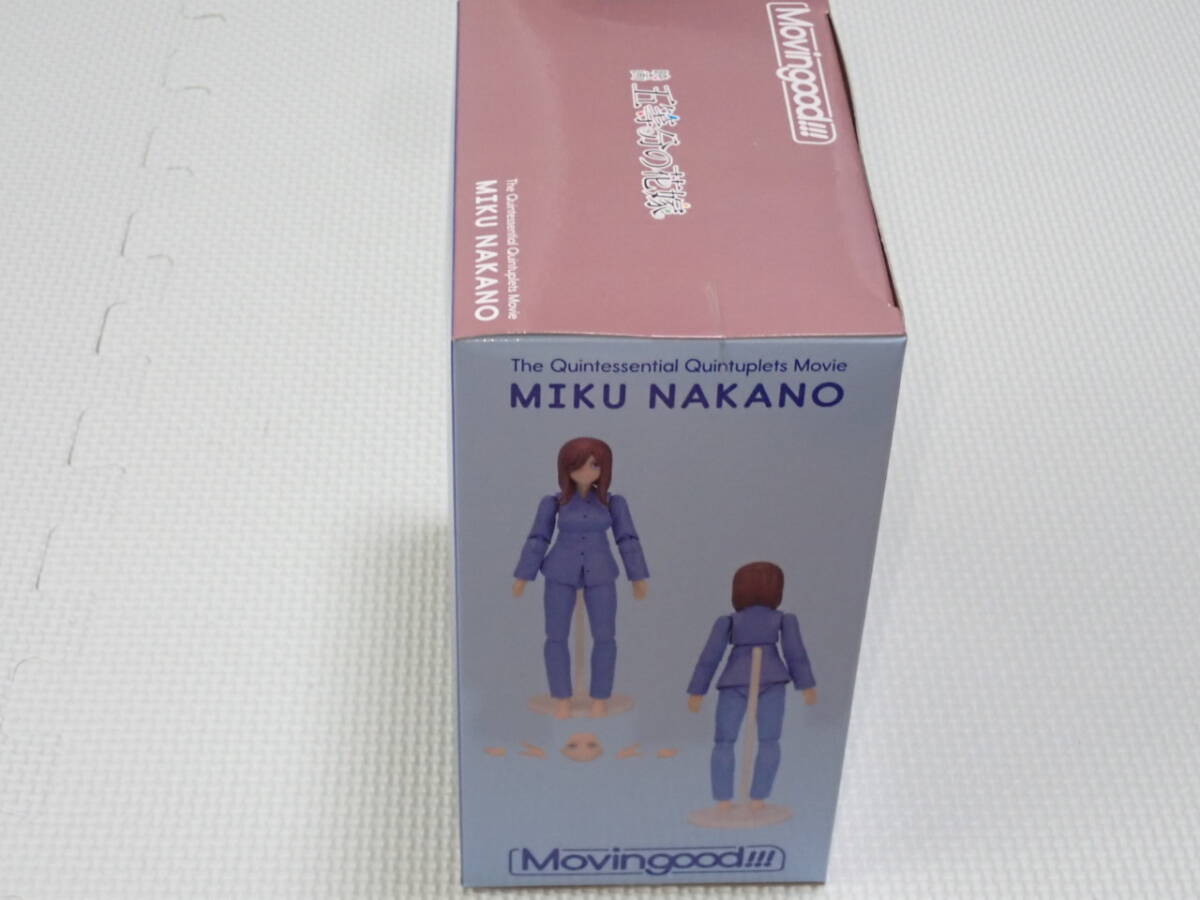 Movingood!!!
映画 五等分の花嫁
The Quintessential Quintuplets Movie
MIKU NAKANO
The Quintessential Quintuplets Movie
MIKU NAKANO
Movingood!!!